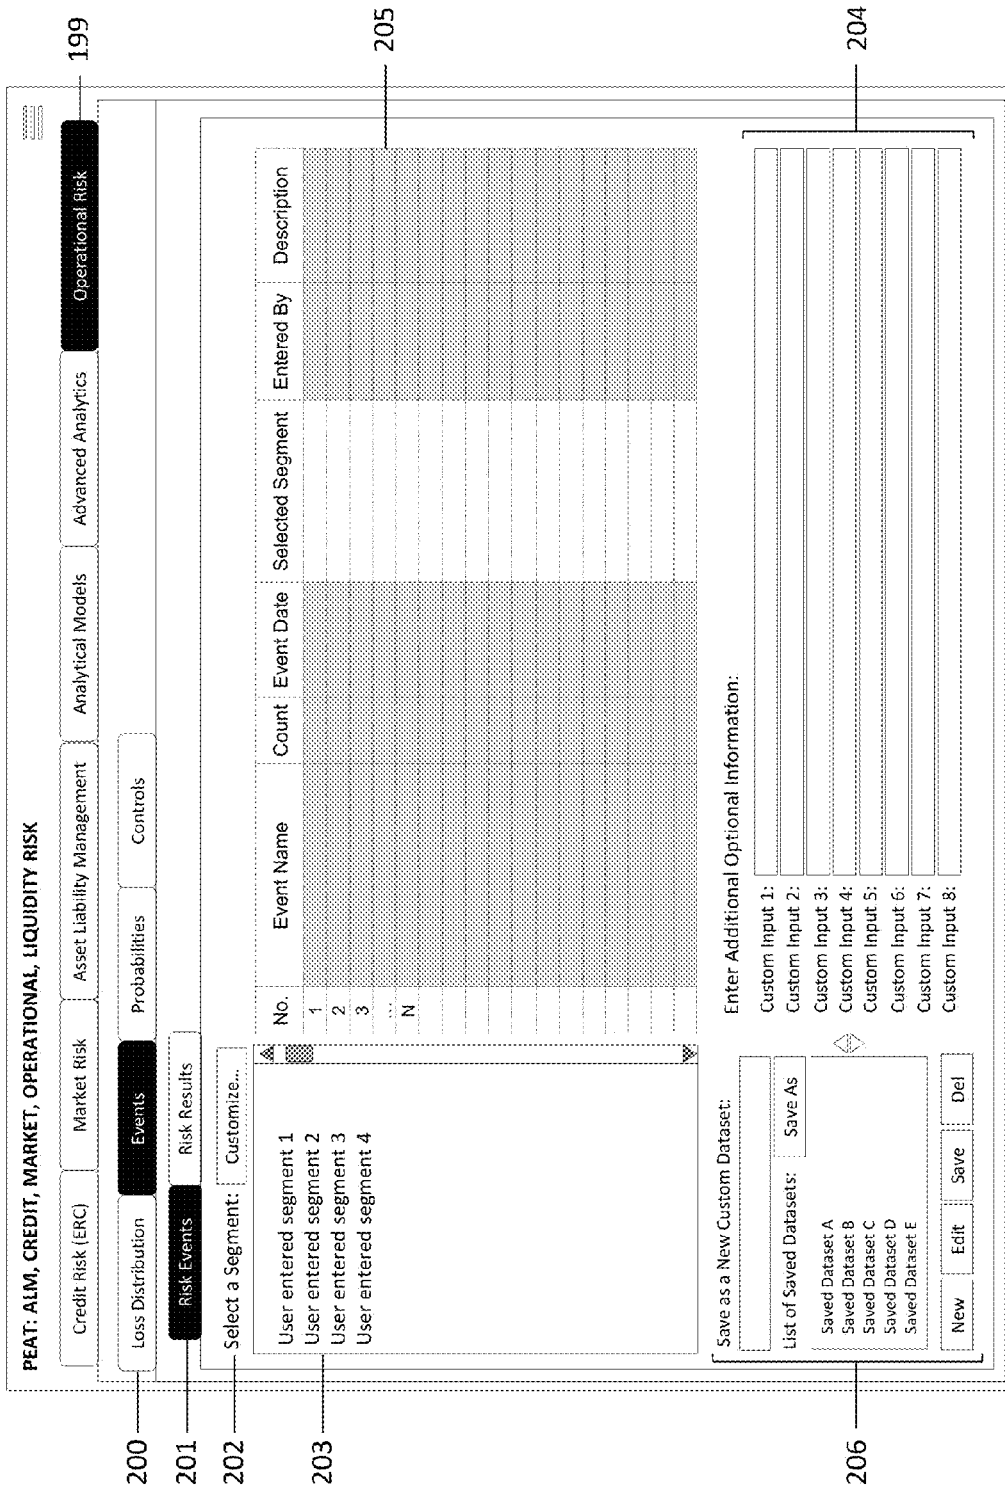 PEAT: ALM, CREDIT, MARKET, OPERATIONAL, LIQUIDITY RISK
Credit Risk (ERC) Market Risk Asset Liability Management Analytical Models Advanced Analytics Operational Risk 199
200 Loss Distribution Events Probabilities Controls
201 Risk Events Risk Results
202 Select a Segment: Customize...
No. Event Name Count Event Date Selected Segment Entered By Description
203 205
User entered segment 1
User entered segment 2
User entered segment 3
User entered segment 4
1
2
3
...
N
Save as a New Custom Dataset:
List of Saved Datasets: Save As
Saved Dataset A
Saved Dataset B
Saved Dataset C
Saved Dataset D
Saved Dataset E
New Edit Save Del
206
Enter Additional Optional Information:
Custom Input 1:
Custom Input 2:
Custom Input 3:
Custom Input 4:
Custom Input 5:
Custom Input 6:
Custom Input 7:
Custom Input 8:
204